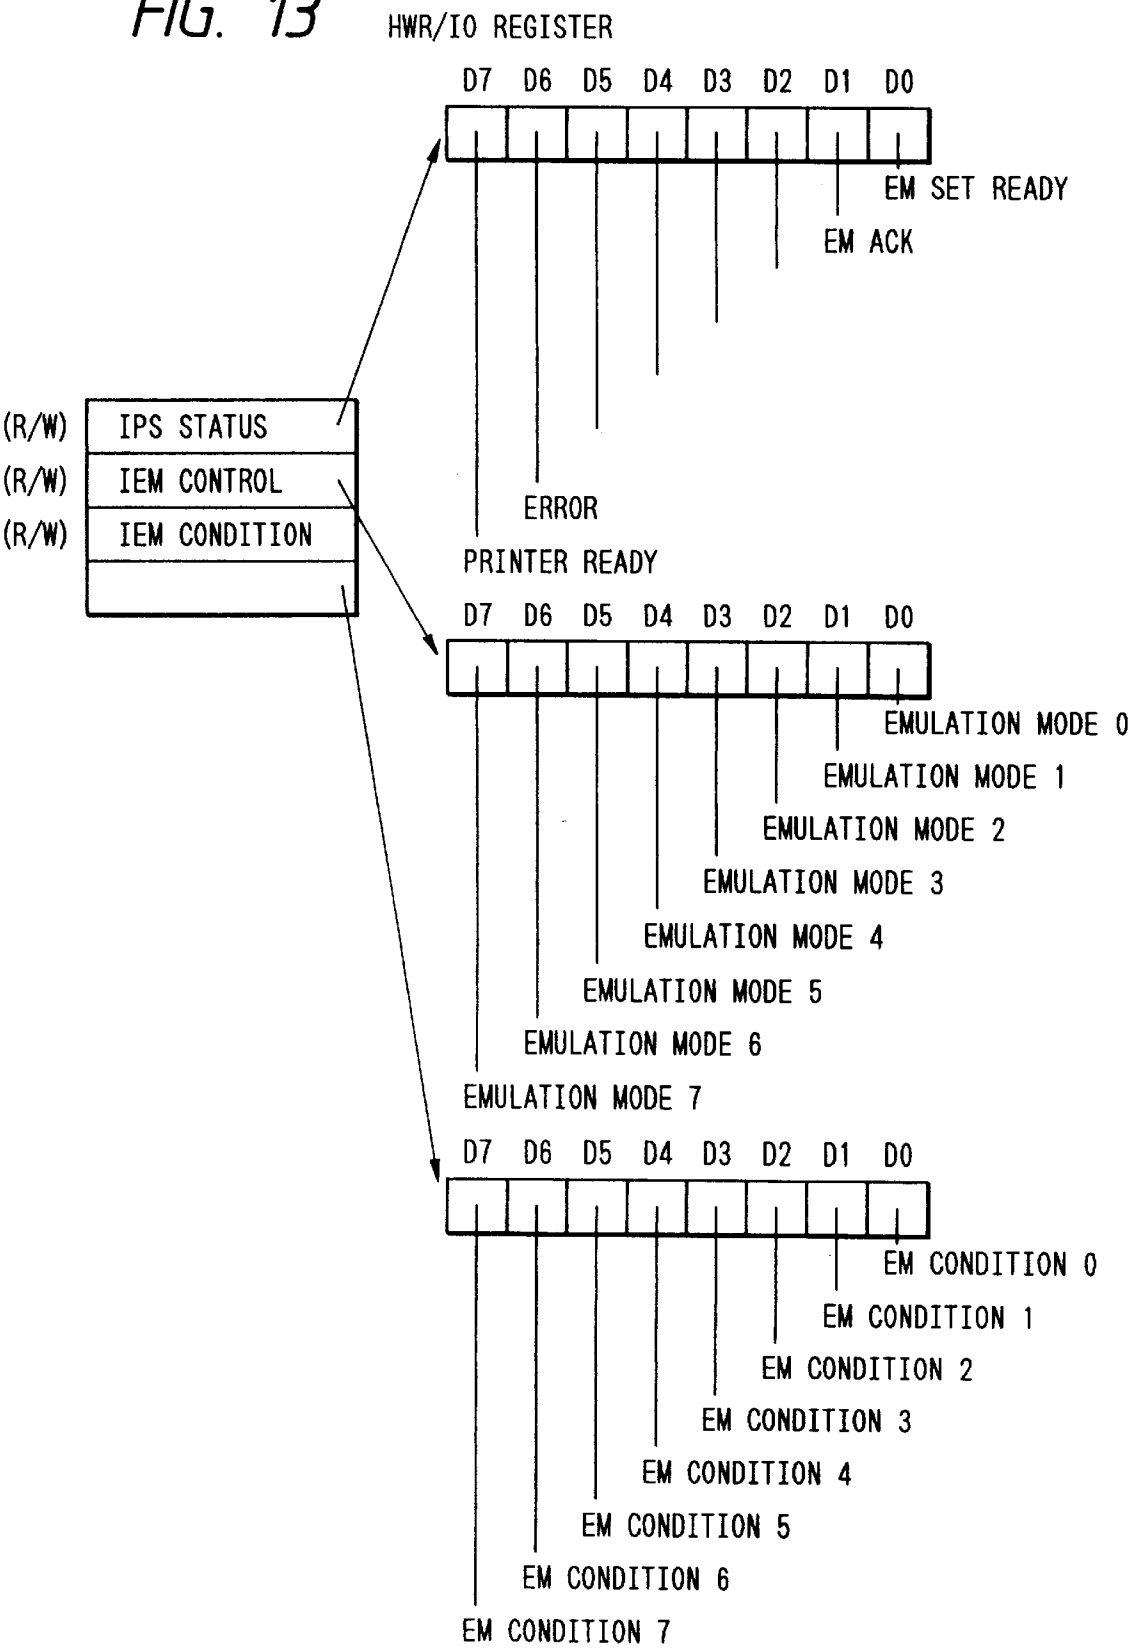 FIG. 13 HWR/IO REGISTER
D7 D6 D5 D4 D3 D2 D1 D0
EM SET READY
EM ACK
(R/W) IPS STATUS
(R/W) IEM CONTROL
ERROR
(R/W) IEM CONDITION
PRINTER READY
D7 D6 D5 D4 D3 D2 D1 D0
EMULATION MODE 0
EMULATION MODE 1
EMULATION MODE 2
EMULATION MODE 3
EMULATION MODE 4
EMULATION MODE 5
EMULATION MODE 6
EMULATION MODE 7
D7 D6 D5 D4 D3 D2 D1 D0
EM CONDITION 0
EM CONDITION 1
EM CONDITION 2
EM CONDITION 3
EM CONDITION 4
EM CONDITION 5
EM CONDITION 6
EM CONDITION 7